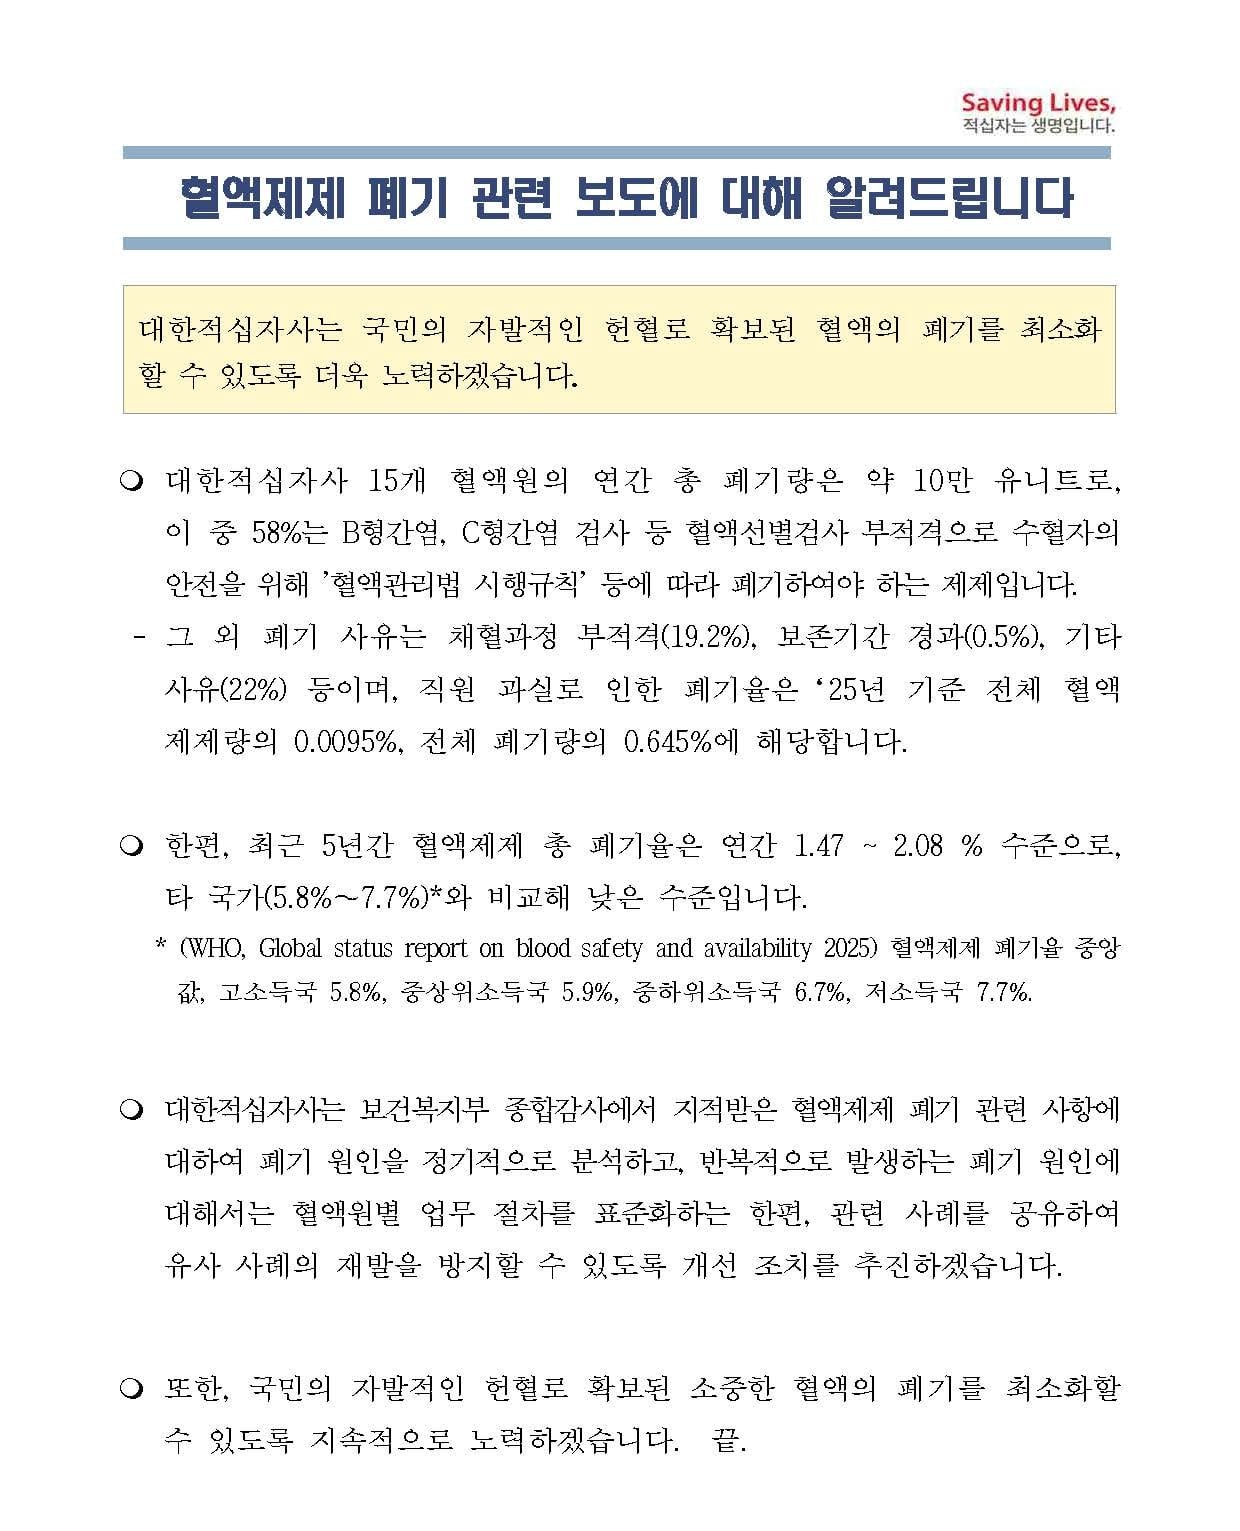 Saving Lives,
적십자는 생명입니다.
혈액제제 폐기 관련 보도에 대해 알려드립니다
대한적십자사는 국민의 자발적인 헌혈로 확보된 혈액의 폐기를 최소화
할 수 있도록 더욱 노력하겠습니다.
❍ 대한적십자사 15개 혈액원의 연간 총 폐기량은 약 10만 유니트로,
이 중 58%는 B형간염, C형간염 검사 등 혈액선별검사 부적격으로 수혈자의
안전을 위해 ’혈액관리법 시행규칙’ 등에 따라 폐기하여야 하는 제제입니다.
- 그 외 폐기 사유는 채혈과정 부적격(19.2%), 보존기간 경과(0.5%), 기타
사유(22%) 등이며, 직원 과실로 인한 폐기율은 ‘25년 기준 전체 혈액
제제량의 0.0095%, 전체 폐기량의 0.645%에 해당합니다.
❍ 한편, 최근 5년간 혈액제제 총 폐기율은 연간 1.47 ~ 2.08 % 수준으로,
타 국가(5.8%～7.7%)*와 비교해 낮은 수준입니다.
* (WHO, Global status report on blood safety and availability 2025) 혈액제제 폐기율 중앙
값, 고소득국 5.8%, 중상위소득국 5.9%, 중하위소득국 6.7%, 저소득국 7.7%.
❍ 대한적십자사는 보건복지부 종합감사에서 지적받은 혈액제제 폐기 관련 사항에
대하여 폐기 원인을 정기적으로 분석하고, 반복적으로 발생하는 폐기 원인에
대해서는 혈액원별 업무 절차를 표준화하는 한편, 관련 사례를 공유하여
유사 사례의 재발을 방지할 수 있도록 개선 조치를 추진하겠습니다.
❍ 또한, 국민의 자발적인 헌혈로 확보된 소중한 혈액의 폐기를 최소화할
수 있도록 지속적으로 노력하겠습니다. 끝.